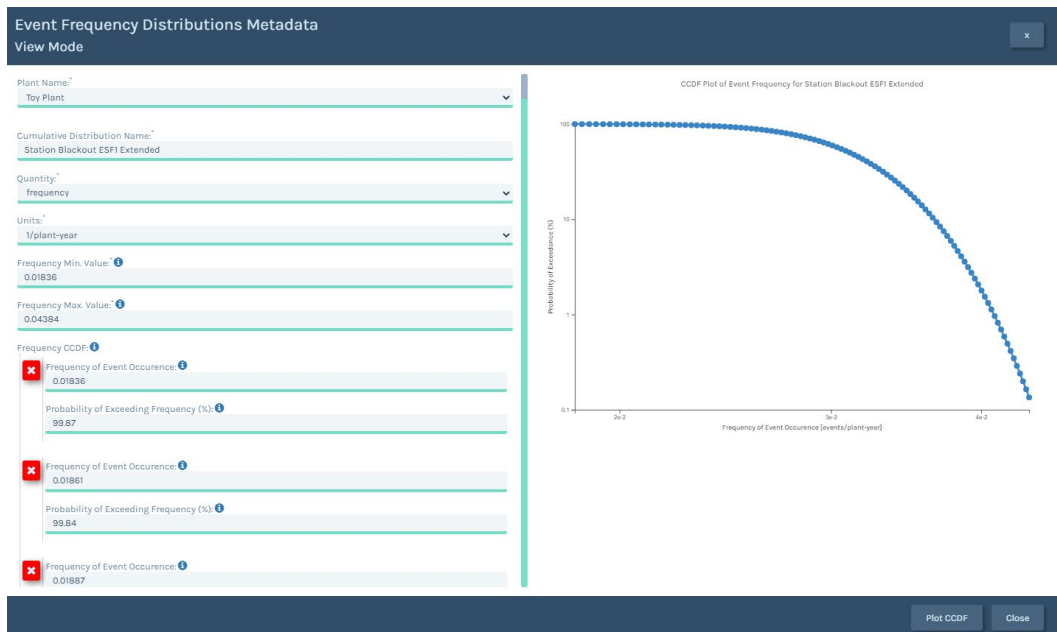 Event Frequency Distributions Metadata
View Mode
x
Plant Name:*
Toy Plant
Cumulative Distribution Name:*
Station Blackout ESF1 Extended
Quantity:*
frequency
Units:*
1/plant-year
Frequency Min. Value:*
0.01836
Frequency Max. Value:*
0.04384
Frequency CCDF:
Frequency of Event Occurence:
0.01836
Probability of Exceeding Frequency (%):
99.87
Frequency of Event Occurence:
0.01861
Probability of Exceeding Frequency (%):
99.84
Frequency of Event Occurence:
0.01887
CCDF Plot of Event Frequency for Station Blackout ESF1 Extended
Probability of Exceedance (%)
100
10
1
0.1
2e-2
3e-2
4e-2
Frequency of Event Occurence [events/plant-year]
Plot CCDF
Close